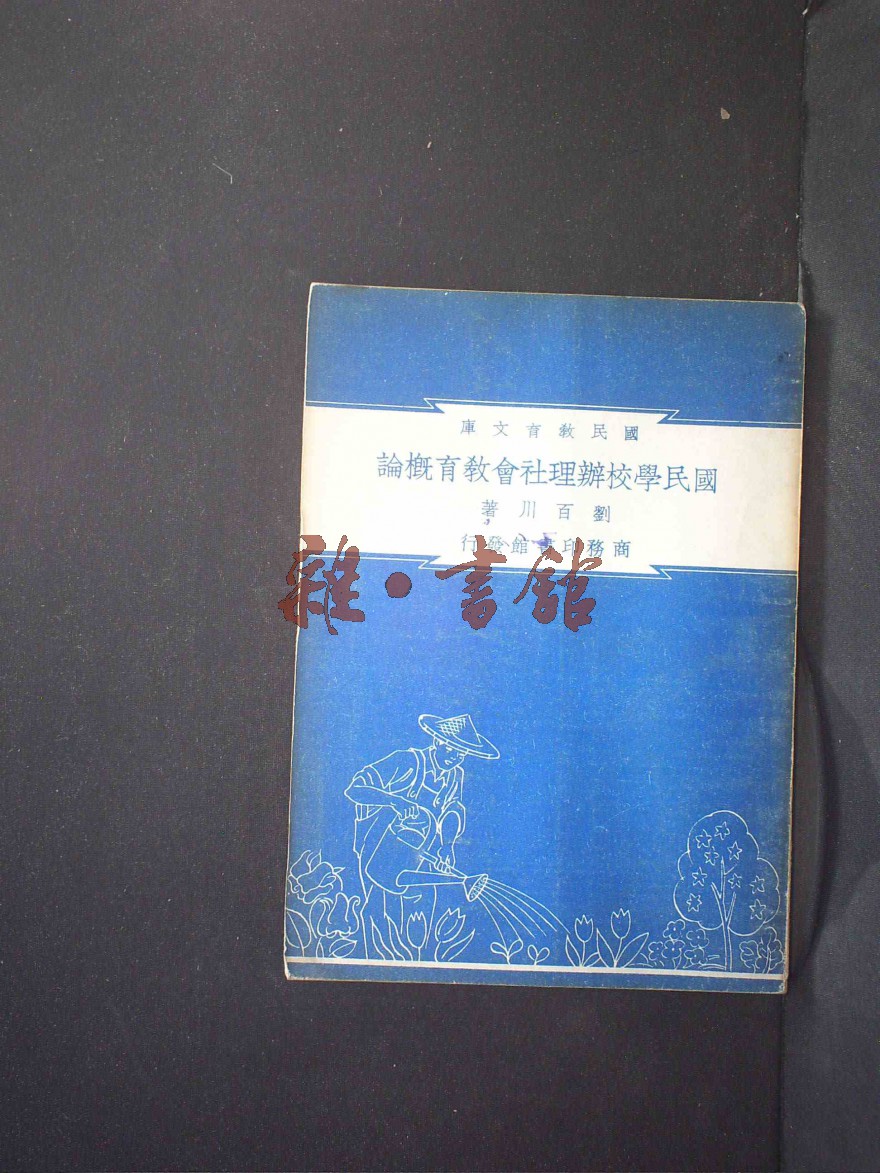 國民教育文庫
國民學校辦理社會教育概論
劉百川著
商務印書館發行
雜·書館